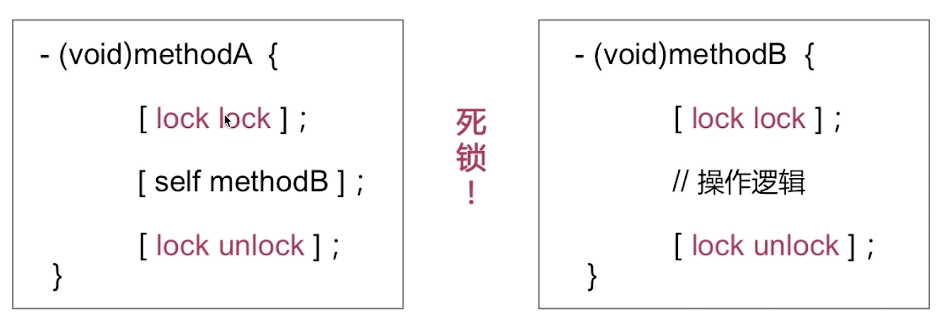 - (void)methodA {
[ lock lock ] ;
[ self methodB ] ;
[ lock unlock ] ;
}
死锁！
- (void)methodB {
[ lock lock ] ;
// 操作逻辑
[ lock unlock ] ;
}